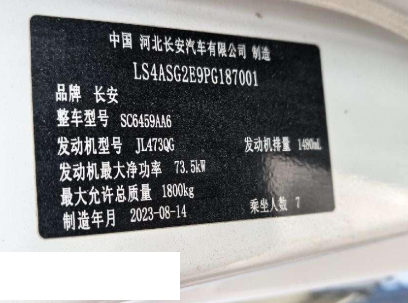 中国 河北长安汽车有限公司 制造
LS4ASG2E9PG187001
品牌 长安
整车型号 SC6459AA6
发动机型号 JL473QG 发动机排量 1480mL
发动机最大净功率 73.5kW
最大允许总质量 1800kg
制造年月 2023-08-14 乘坐人数 7